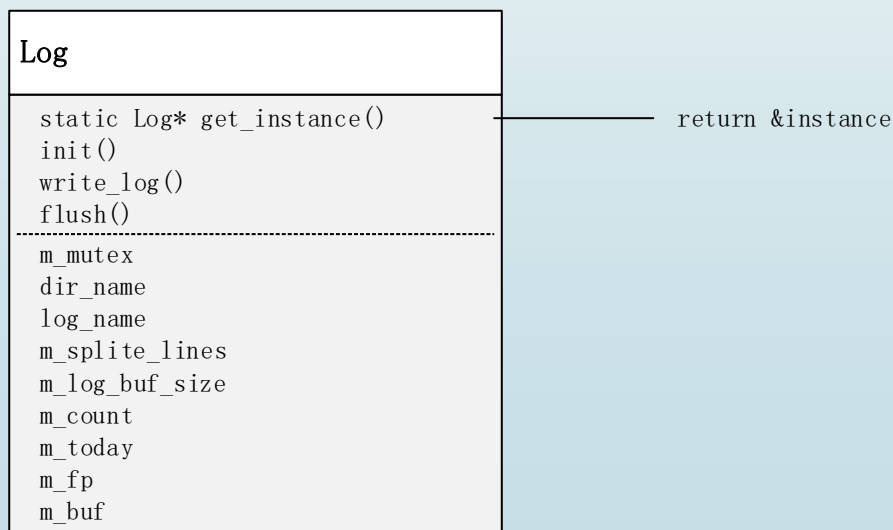 Log
static Log* get_instance()
return &instance
init()
write_log()
flush()
m_mutex
dir_name
log_name
m_splite_lines
m_log_buf_size
m_count
m_today
m_fp
m_buf